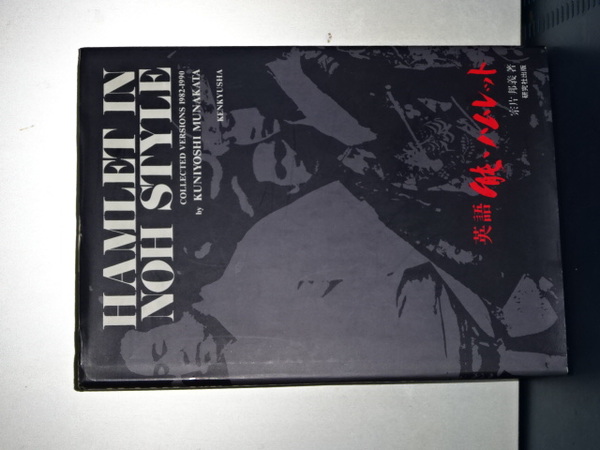 HAMLET IN
NOH STYLE
COLLECTED VERSIONS 1982-1990
by KUNIYOSHI MUNAKATA
KENKYUSHA
英語 能・ハムレット
宗片邦義 著
研究社出版